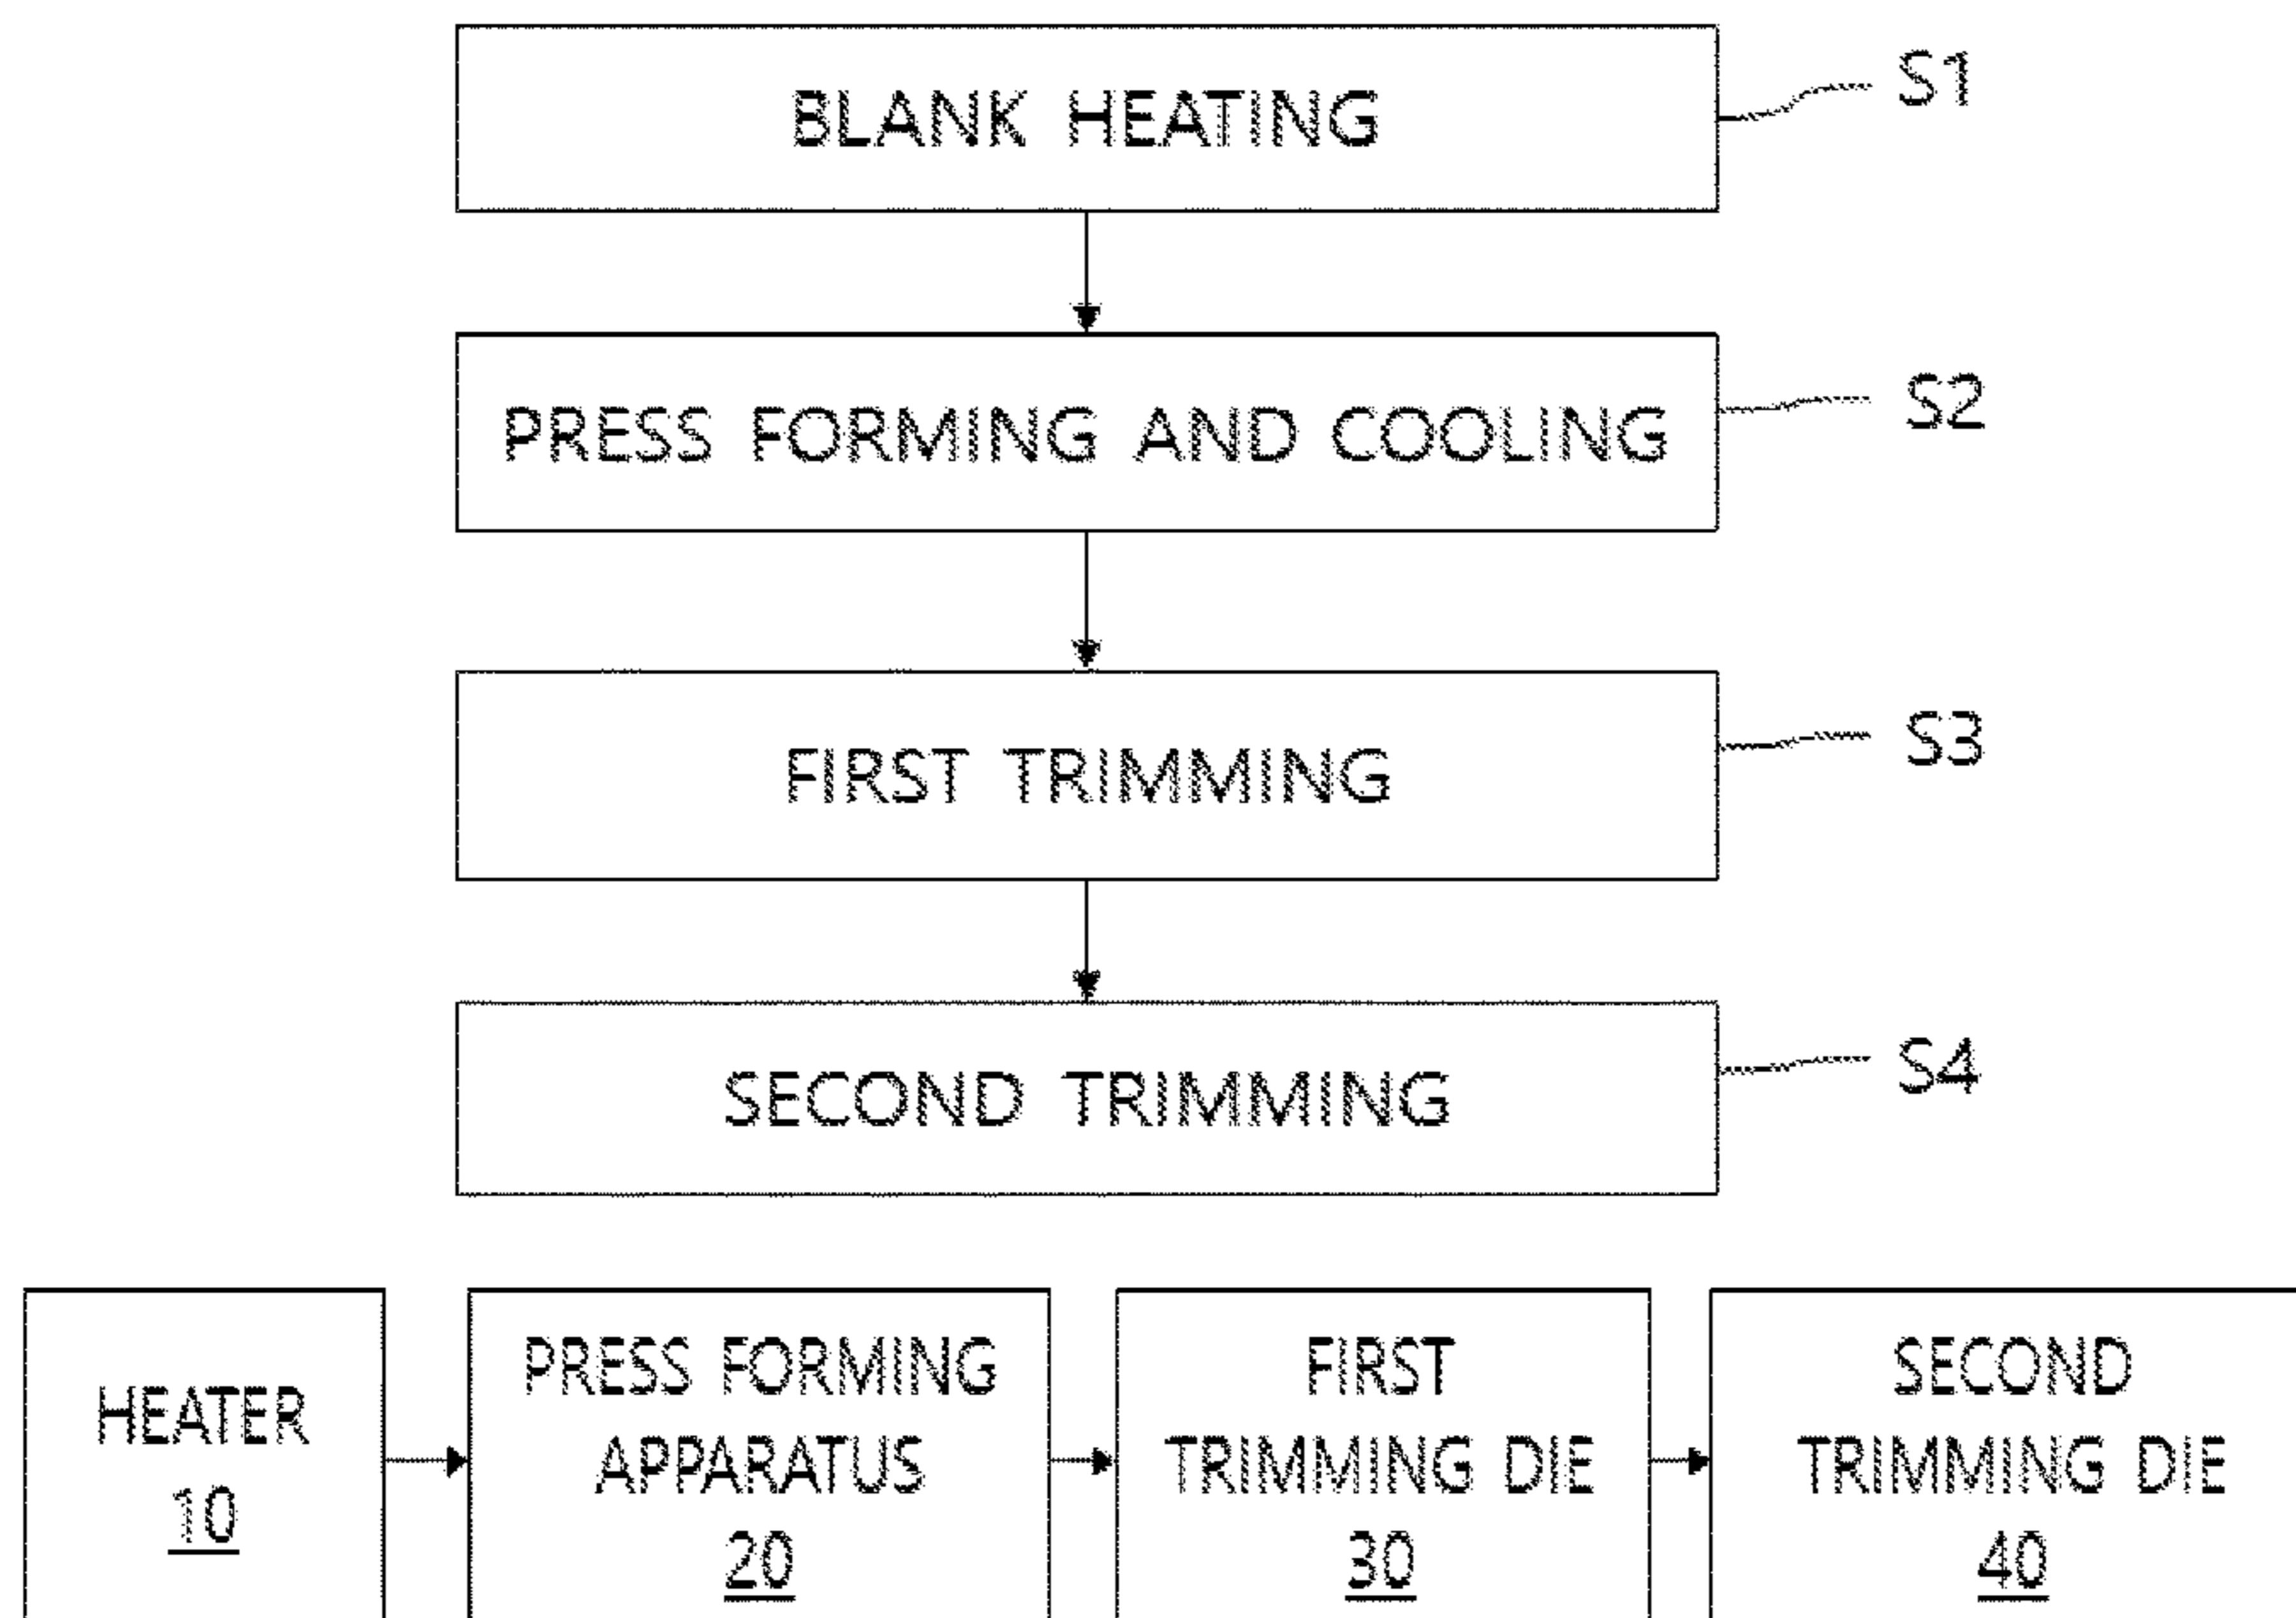 BLANK HEATING
S1
PRESS FORMING AND COOLING
S2
FIRST TRIMMING
S3
SECOND TRIMMING
S4
HEATER
10
PRESS FORMING
APPARATUS
20
FIRST
TRIMMING DIE
30
SECOND
TRIMMING DIE
40